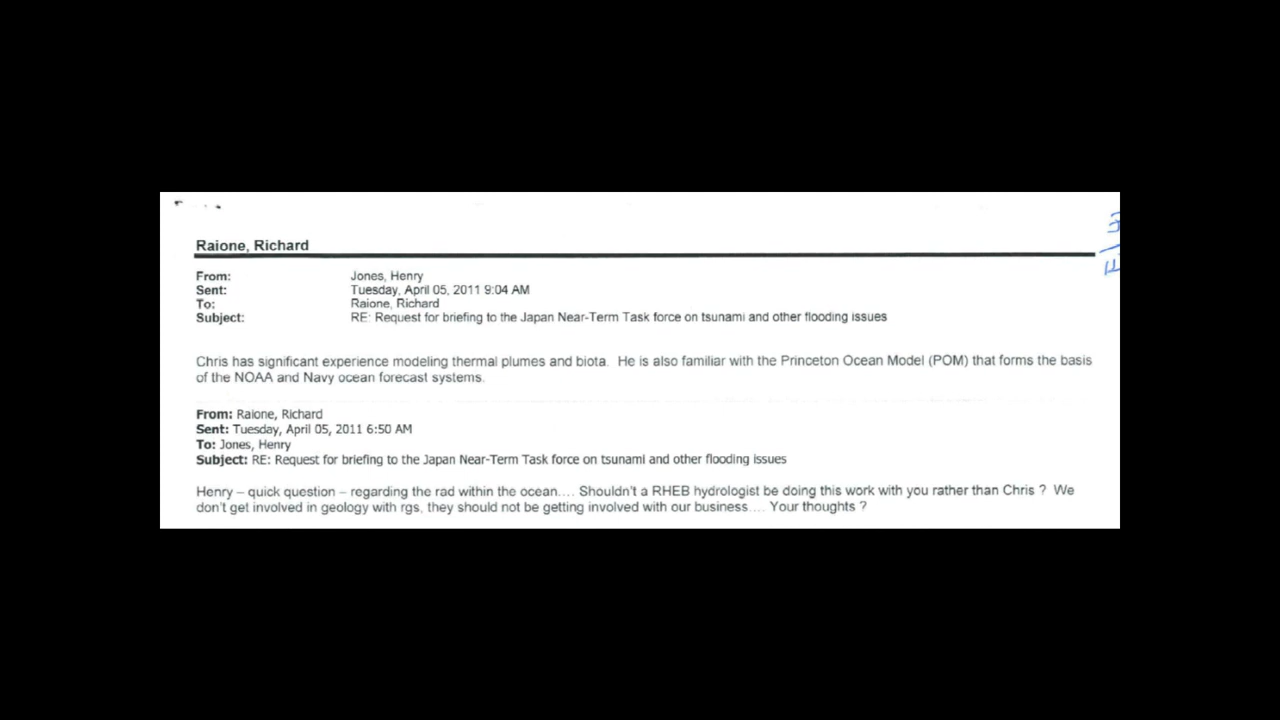 Raione, Richard
From: Jones, Henry
Sent: Tuesday, April 05, 2011 9:04 AM
To: Raione, Richard
Subject: RE: Request for briefing to the Japan Near-Term Task force on tsunami and other flooding issues
Chris has significant experience modeling thermal plumes and biota. He is also familiar with the Princeton Ocean Model (POM) that forms the basis
of the NOAA and Navy ocean forecast systems.
From: Raione, Richard
Sent: Tuesday, April 05, 2011 6:50 AM
To: Jones, Henry
Subject: RE: Request for briefing to the Japan Near-Term Task force on tsunami and other flooding issues
Henry – quick question – regarding the rad within the ocean.... Shouldn't a RHEB hydrologist be doing this work with you rather than Chris ? We
don't get involved in geology with rgs, they should not be getting involved with our business.... Your thoughts ?